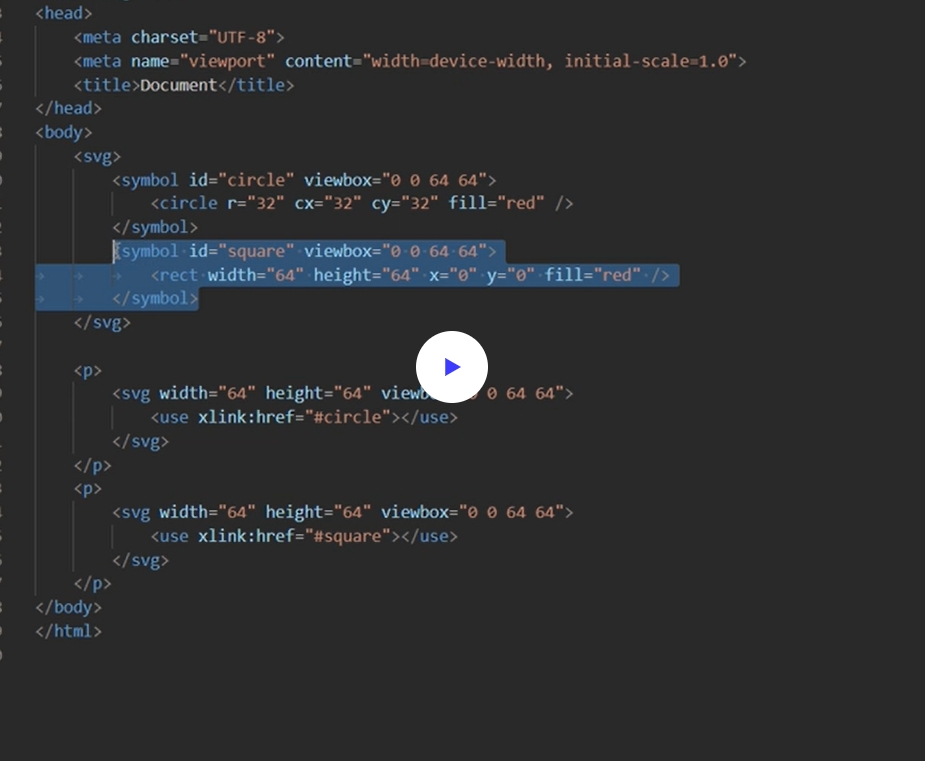 <head>
<meta charset="UTF-8">
<meta name="viewport" content="width=device-width, initial-scale=1.0">
<title>Document</title>
</head>
<body>
<svg>
<symbol id="circle" viewbox="0 0 64 64">
<circle r="32" cx="32" cy="32" fill="red" />
</symbol>
<symbol id="square" viewbox="0 0 64 64">
<rect width="64" height="64" x="0" y="0" fill="red" />
</symbol>
</svg>
<p>
<svg width="64" height="64" 0 64 64">
<use xlink:href="#circle"></use>
</svg>
</p>
<p>
<svg width="64" height="64" viewbox="0 0 64 64">
<use xlink:href="#square"></use>
</svg>
</p>
</body>
</html>